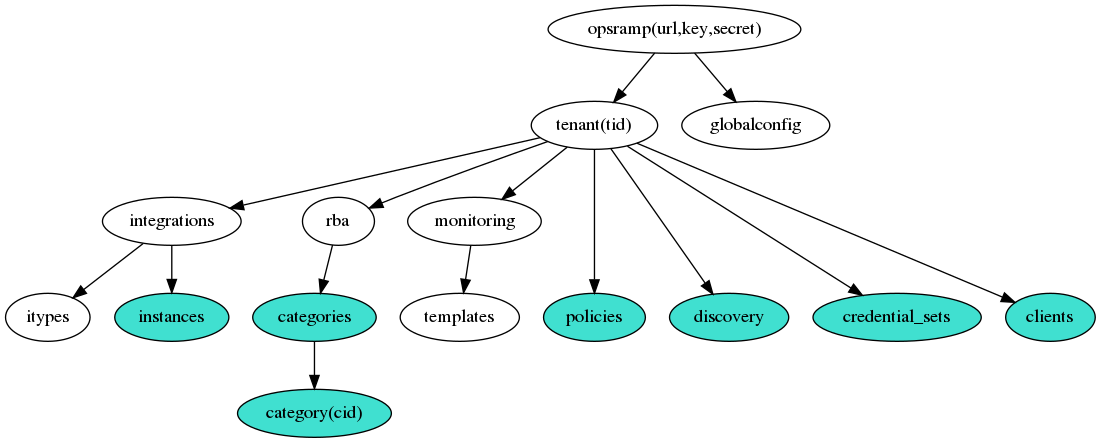 opsramp(url,key,secret)
tenant(tid)
globalconfig
integrations
rba
monitoring
itypes
instances
categories
templates
policies
discovery
credential_sets
clients
category(cid)